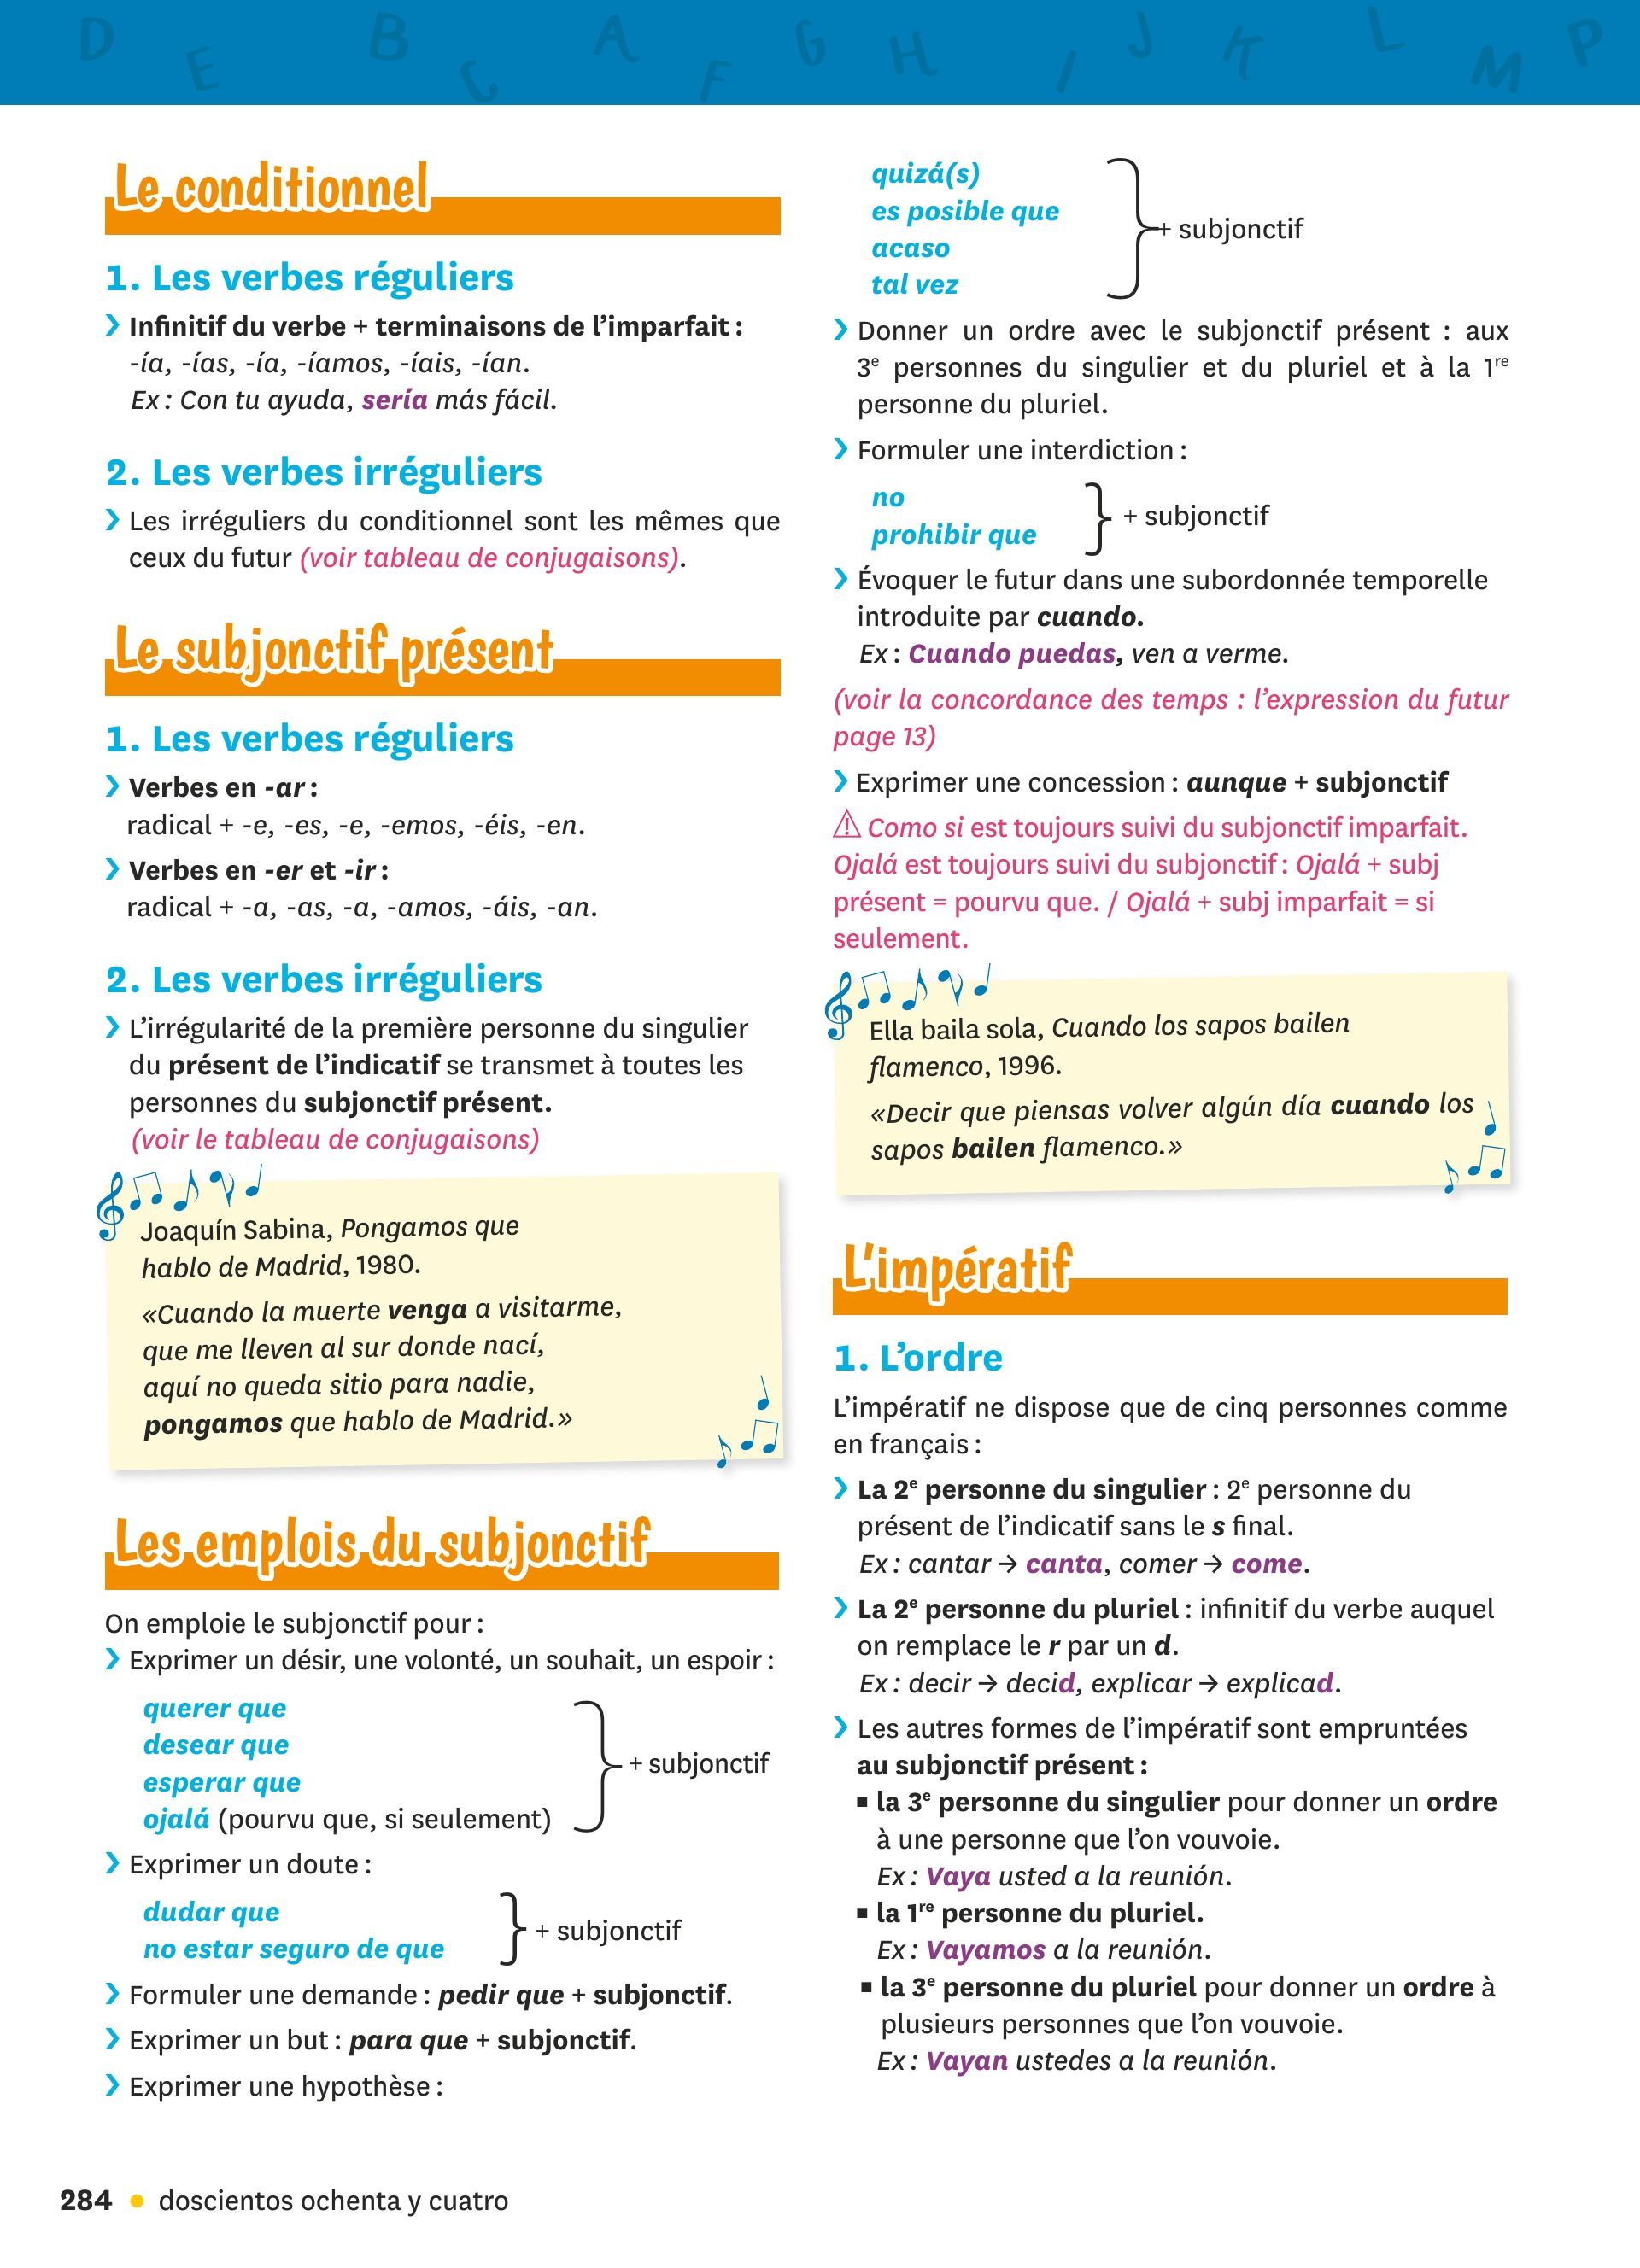 D E B C A F G H I J K L M P
Le conditionnel
1. Les verbes réguliers
❯ Infinitif du verbe + terminaisons de l’imparfait :
-ía, -ías, -ía, -íamos, -íais, -ían.
Ex : Con tu ayuda, sería más fácil.
2. Les verbes irréguliers
❯ Les irréguliers du conditionnel sont les mêmes que
ceux du futur (voir tableau de conjugaisons).
Le subjonctif présent
1. Les verbes réguliers
❯ Verbes en -ar :
radical + -e, -es, -e, -emos, -éis, -en.
❯ Verbes en -er et -ir :
radical + -a, -as, -a, -amos, -áis, -an.
2. Les verbes irréguliers
❯ L’irrégularité de la première personne du singulier
du présent de l’indicatif se transmet à toutes les
personnes du subjonctif présent.
(voir le tableau de conjugaisons)
Joaquín Sabina, Pongamos que
hablo de Madrid, 1980.
«Cuando la muerte venga a visitarme,
que me lleven al sur donde nací,
aquí no queda sitio para nadie,
pongamos que hablo de Madrid.»
Les emplois du subjonctif
On emploie le subjonctif pour :
❯ Exprimer un désir, une volonté, un souhait, un espoir :
querer que
desear que
esperar que
ojalá (pourvu que, si seulement)
+ subjonctif
❯ Exprimer un doute :
dudar que
no estar seguro de que
+ subjonctif
❯ Formuler une demande : pedir que + subjonctif.
❯ Exprimer un but : para que + subjonctif.
❯ Exprimer une hypothèse :
quizá(s)
es posible que
acaso
tal vez
+ subjonctif
❯ Donner un ordre avec le subjonctif présent : aux
3e personnes du singulier et du pluriel et à la 1re
personne du pluriel.
❯ Formuler une interdiction :
no
prohibir que
+ subjonctif
❯ Évoquer le futur dans une subordonnée temporelle
introduite par cuando.
Ex : Cuando puedas, ven a verme.
(voir la concordance des temps : l’expression du futur
page 13)
❯ Exprimer une concession : aunque + subjonctif
⚠ Como si est toujours suivi du subjonctif imparfait.
Ojalá est toujours suivi du subjonctif : Ojalá + subj
présent = pourvu que. / Ojalá + subj imparfait = si
seulement.
Ella baila sola, Cuando los sapos bailen
flamenco, 1996.
«Decir que piensas volver algún día cuando los
sapos bailen flamenco.»
L’impératif
1. L’ordre
L’impératif ne dispose que de cinq personnes comme
en français :
❯ La 2e personne du singulier : 2e personne du
présent de l’indicatif sans le s final.
Ex : cantar → canta, comer → come.
❯ La 2e personne du pluriel : infinitif du verbe auquel
on remplace le r par un d.
Ex : decir → decid, explicar → explicad.
❯ Les autres formes de l’impératif sont empruntées
au subjonctif présent :
▪ la 3e personne du singulier pour donner un ordre
à une personne que l’on vouvoie.
Ex : Vaya usted a la reunión.
▪ la 1re personne du pluriel.
Ex : Vayamos a la reunión.
▪ la 3e personne du pluriel pour donner un ordre à
plusieurs personnes que l’on vouvoie.
Ex : Vayan ustedes a la reunión.
284 • doscientos ochenta y cuatro